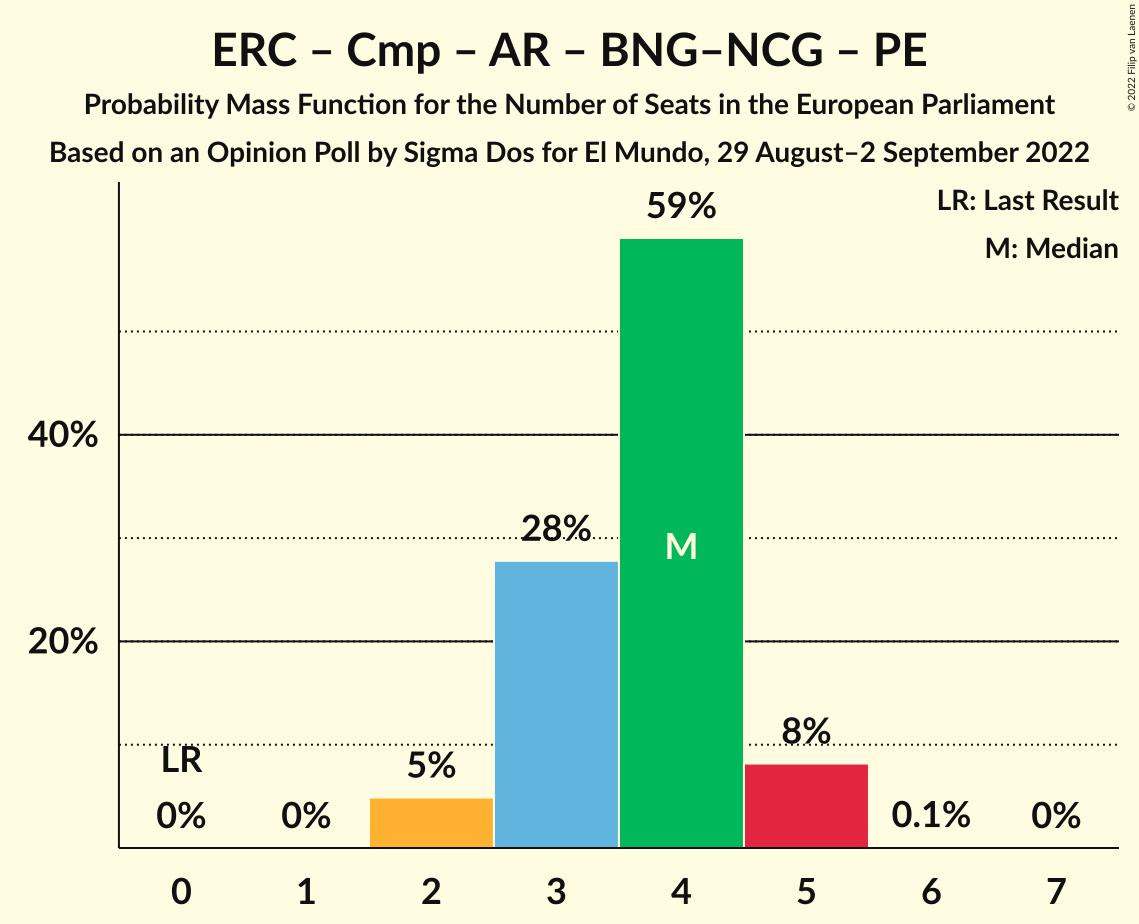 ERC – Cmp – AR – BNG–NCG – PE
Probability Mass Function for the Number of Seats in the European Parliament
Based on an Opinion Poll by Sigma Dos for El Mundo, 29 August–2 September 2022
© 2022 Filip van Laenen
LR: Last Result
M: Median
59%
40%
28%
M
20%
8%
LR
5%
0% 0% 0.1% 0%
0 1 2 3 4 5 6 7